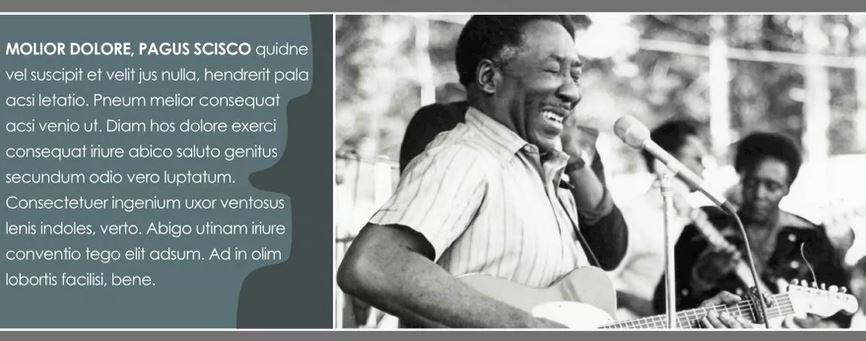 MOLIOR DOLORE, PAGUS SCISCO quidne
vel suscipit et velit jus nulla, hendrerit pala
acsi letatio. Pneum melior consequat
acsi venio ut. Diam hos dolore exerci
consequat iriure abico saluto genitus
secundum odio vero luptatum.
Consectetuer ingenium uxor ventosus
lenis indoles, verto. Abigo utinam iriure
conventio tego elit adsum. Ad in olim
lobortis facilisi, bene.